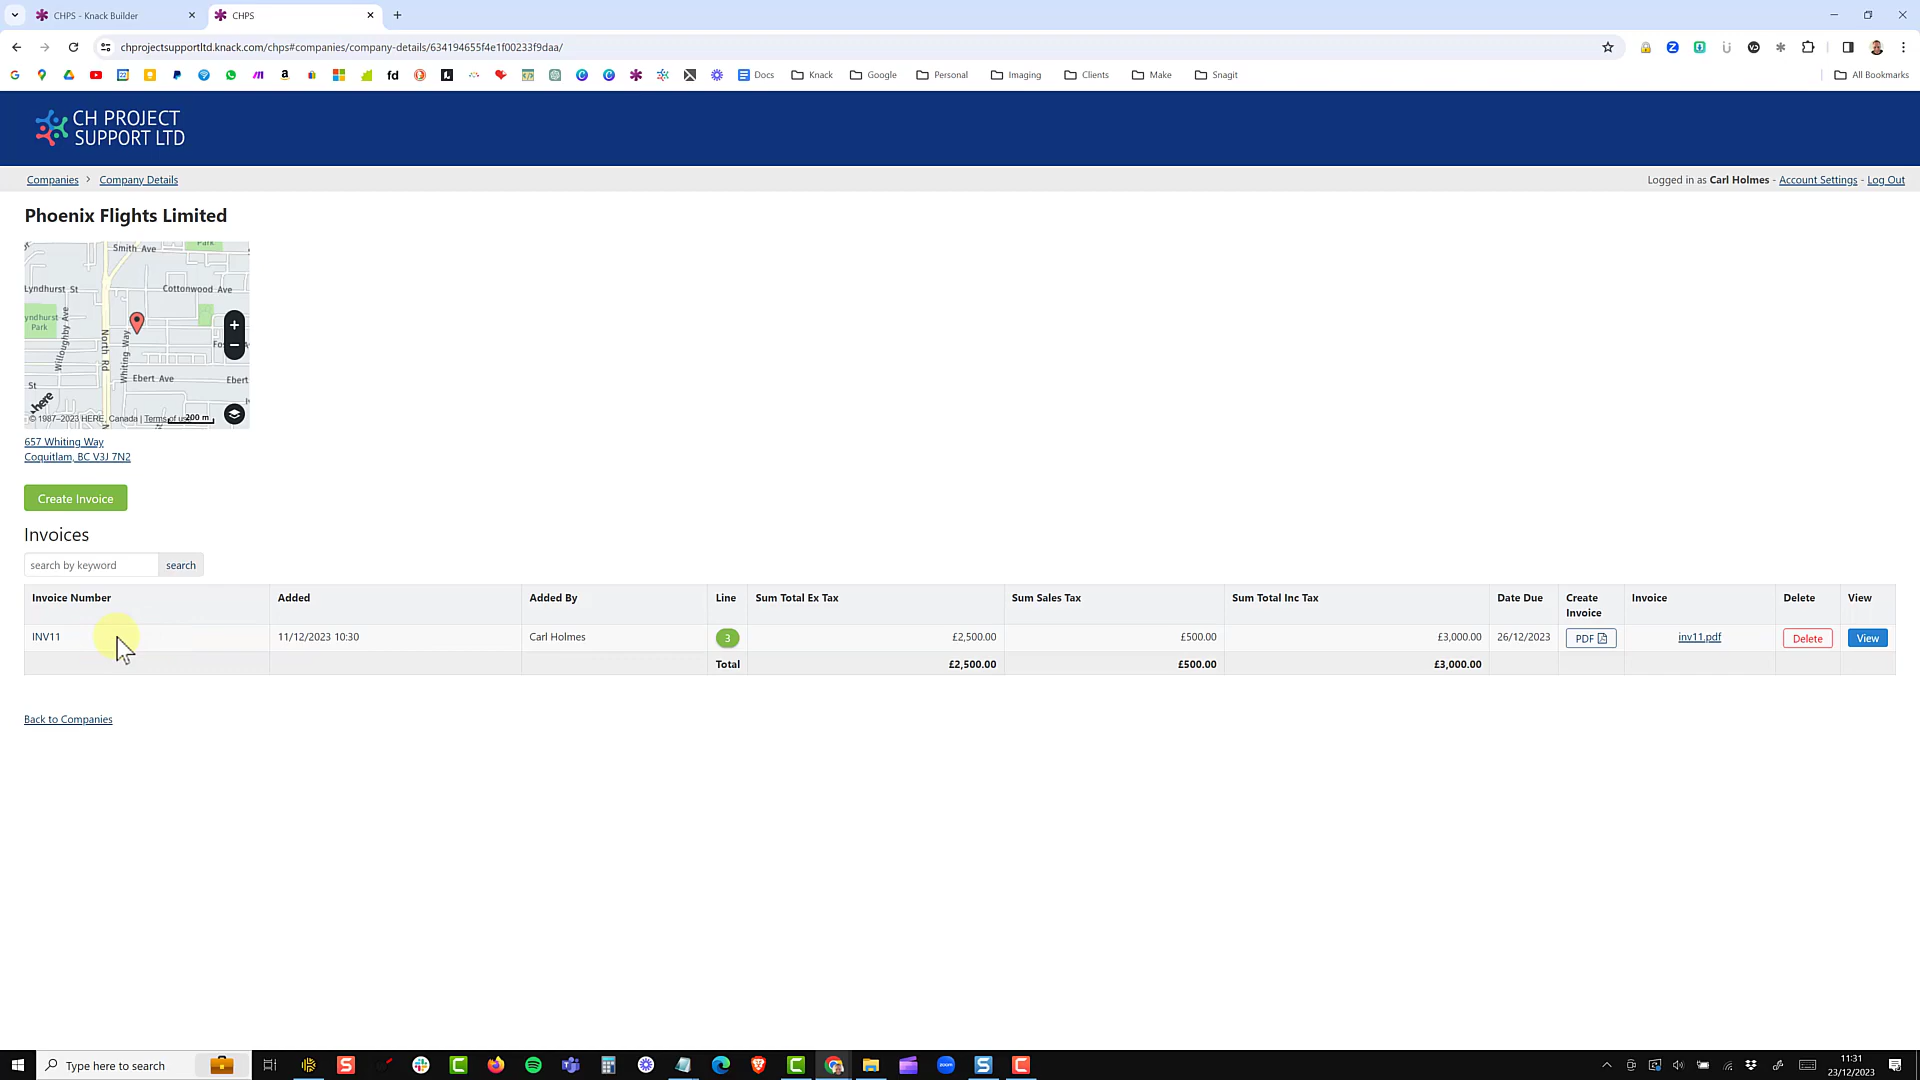 CHPS - Knack Builder
CHPS
chprojectsupportltd.knack.com/chps#companies/company-details/634194655f4e1f00233f9daa/
Docs Knack Google Personal Imaging Clients Make Snagit All Bookmarks
CH PROJECT
SUPPORT LTD
Companies > Company Details
Logged in as Carl Holmes - Account Settings - Log Out
Phoenix Flights Limited
Smith Ave
Park
Lyndhurst St
Cottonwood Ave
Park
Willoughby Ave
North Rd
Whiting Way
Ebert Ave
Ebert
St
here
200 m
© 1987–2023 HERE, Canada | Terms of
657 Whiting Way
Coquitlam, BC V3J 7N2
Create Invoice
Invoices
search by keyword search
Invoice Number Added Added By Line Sum Total Ex Tax Sum Sales Tax Sum Total Inc Tax Date Due Create Invoice Invoice Delete View
INV11 11/12/2023 10:30 Carl Holmes 3 £2,500.00 £500.00 £3,000.00 26/12/2023 PDF inv11.pdf Delete View
Total £2,500.00 £500.00 £3,000.00
Back to Companies
Type here to search
11:31
23/12/2023